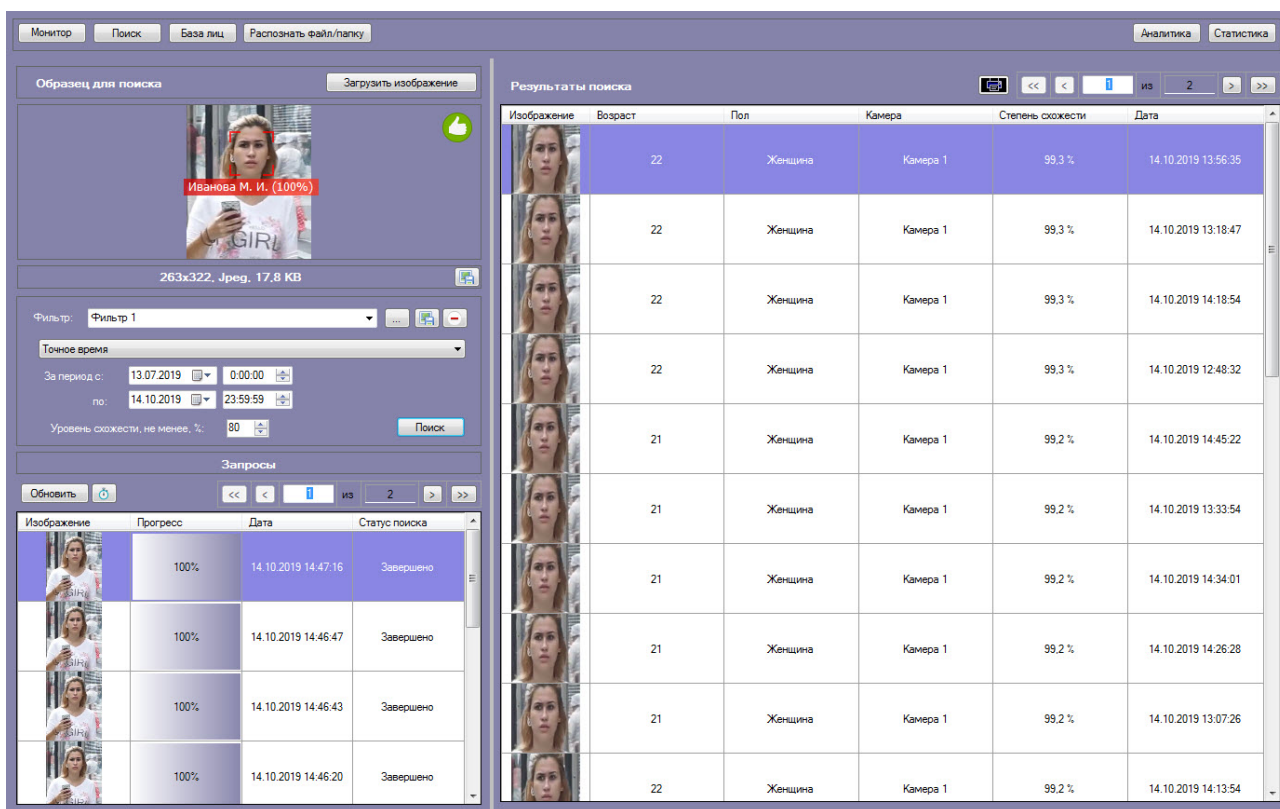 Монитор Поиск База лиц Распознать файл/папку Аналитика Статистика
Образец для поиска Загрузить изображение
Иванова М. И. (100%)
GIRL
263x322, Jpeg, 17,8 KB
Фильтр: Фильтр 1 ...
Точное время
За период с: 13.07.2019 0:00:00
по: 14.10.2019 23:59:59
Уровень схожести, не менее, %: 80 Поиск
Запросы
Обновить << < 1 из 2 > >>
Изображение Прогресс Дата Статус поиска
100% 14.10.2019 14:47:16 Завершено
100% 14.10.2019 14:46:47 Завершено
100% 14.10.2019 14:46:43 Завершено
100% 14.10.2019 14:46:20 Завершено
Результаты поиска << < 1 из 2 > >>
Изображение Возраст Пол Камера Степень схожести Дата
22 Женщина Камера 1 99,3 % 14.10.2019 13:56:35
22 Женщина Камера 1 99,3 % 14.10.2019 13:18:47
22 Женщина Камера 1 99,3 % 14.10.2019 14:18:54
22 Женщина Камера 1 99,3 % 14.10.2019 12:48:32
21 Женщина Камера 1 99,2 % 14.10.2019 14:45:22
21 Женщина Камера 1 99,2 % 14.10.2019 13:33:54
21 Женщина Камера 1 99,2 % 14.10.2019 14:34:01
21 Женщина Камера 1 99,2 % 14.10.2019 14:26:28
21 Женщина Камера 1 99,2 % 14.10.2019 13:07:26
22 Женщина Камера 1 99,2 % 14.10.2019 14:13:54